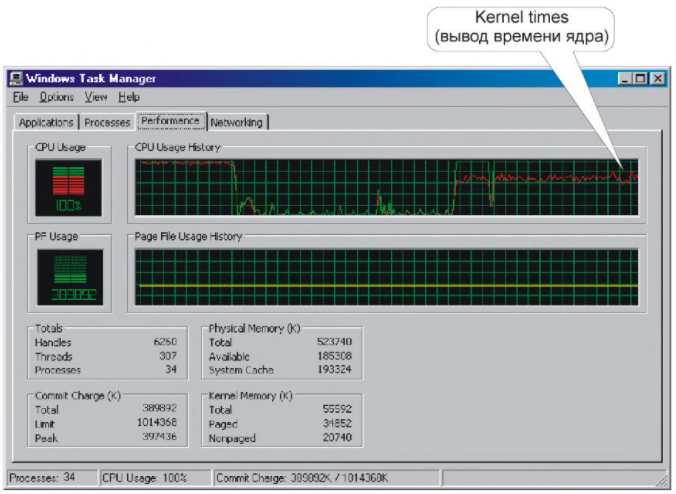 Kernel times
(вывод времени ядра)
Windows Task Manager
File Options View Help
Applications Processes Performance Networking
CPU Usage CPU Usage History
100%
PF Usage Page File Usage History
389892
Totals
Handles 6260
Threads 307
Processes 34
Physical Memory (K)
Total 523740
Available 185308
System Cache 193324
Commit Charge (K)
Total 389892
Limit 1014368
Peak 397436
Kernel Memory (K)
Total 55592
Paged 34852
Nonpaged 20740
Processes: 34 CPU Usage: 100% Commit Charge: 389892K / 1014368K